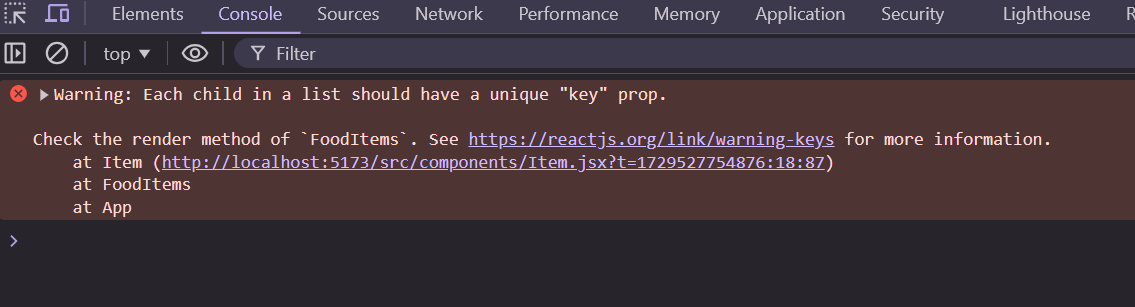 Elements Console Sources Network Performance Memory Application Security Lighthouse R
top Filter
Warning: Each child in a list should have a unique "key" prop.
Check the render method of `FoodItems`. See https://reactjs.org/link/warning-keys for more information.
at Item (http://localhost:5173/src/components/Item.jsx?t=1729527754876:18:87)
at FoodItems
at App